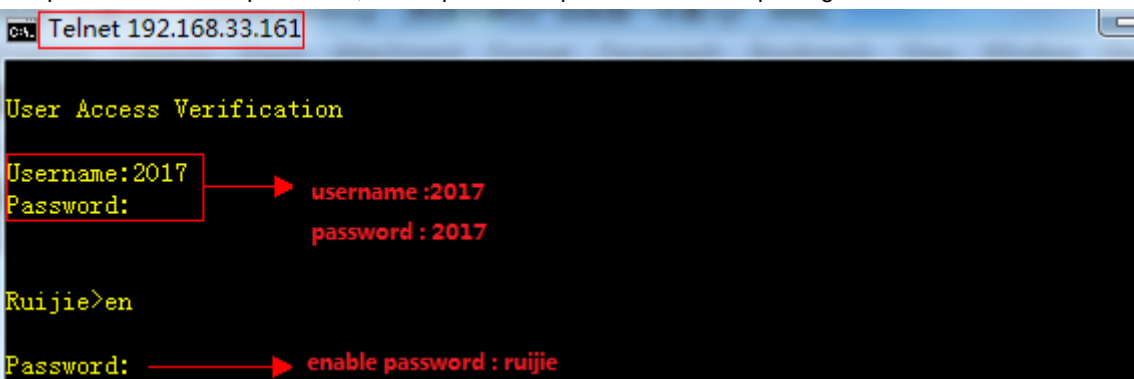 Telnet 192.168.33.161
User Access Verification
Username:2017
Password:
username :2017
password : 2017
Ruijie>en
Password:
enable password : ruijie